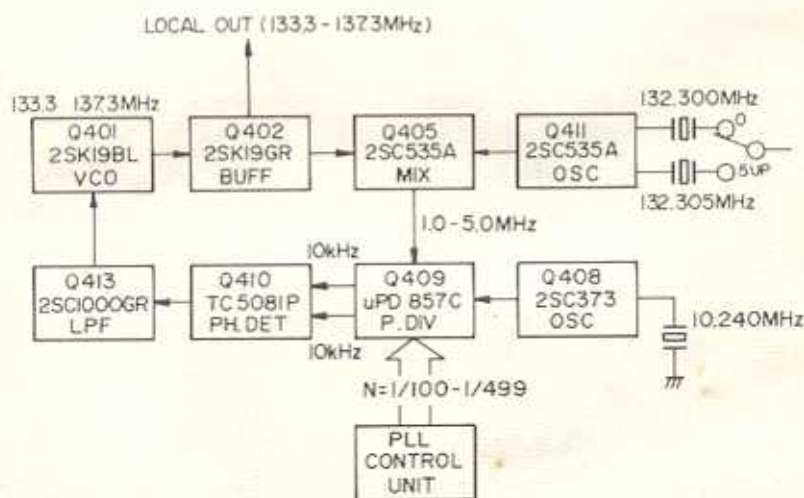 LOCAL OUT (133.3-137.3MHz)
133.3 137.3MHz
Q401
2SK19BL
VCO
Q402
2SK19GR
BUFF
Q405
2SC535A
MIX
Q411
2SC535A
OSC
132.300MHz
0
5UP
132.305MHz
1.0-5.0MHz
10kHz
Q413
2SC1000GR
LPF
Q410
TC5081P
PH.DET
Q409
uPD 857C
P.DIV
Q408
2SC373
OSC
10.240MHz
10kHz
N=1/100-1/499
PLL
CONTROL
UNIT